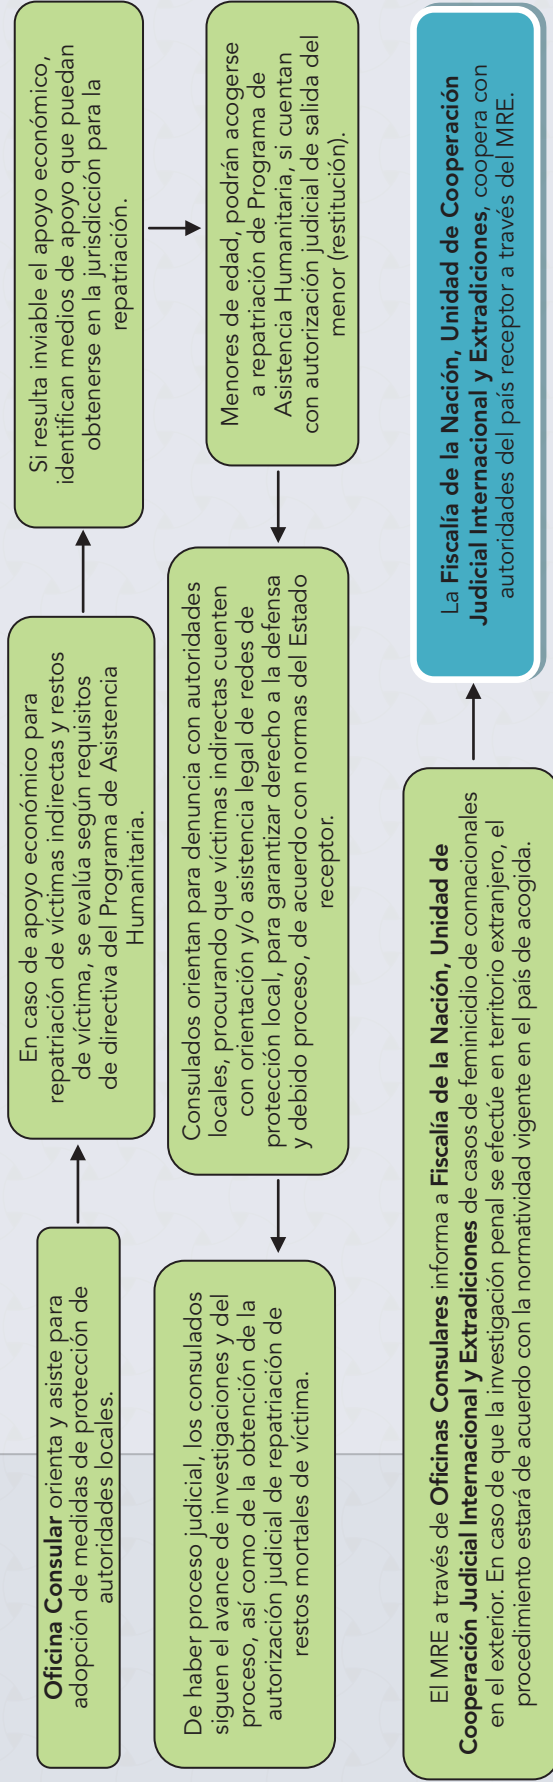 Oficina Consular orienta y asiste para
adopción de medidas de protección de
autoridades locales.
En caso de apoyo económico para
repatriación de víctimas indirectas y restos
de víctima, se evalúa según requisitos
de directiva del Programa de Asistencia
Humanitaria.
Si resulta inviable el apoyo económico,
identifican medios de apoyo que puedan
obtenerse en la jurisdicción para la
repatriación.
Menores de edad, podrán acogerse
a repatriación de Programa de
Asistencia Humanitaria, si cuentan
con autorización judicial de salida del
menor (restitución).
Consulados orientan para denuncia con autoridades
locales, procurando que víctimas indirectas cuenten
con orientación y/o asistencia legal de redes de
protección local, para garantizar derecho a la defensa
y debido proceso, de acuerdo con normas del Estado
receptor.
De haber proceso judicial, los consulados
siguen el avance de investigaciones y del
proceso, así como de la obtención de la
autorización judicial de repatriación de
restos mortales de víctima.
El MRE a través de Oficinas Consulares informa a Fiscalía de la Nación, Unidad de
Cooperación Judicial Internacional y Extradiciones de casos de feminicidio de connacionales
en el exterior. En caso de que la investigación penal se efectúe en territorio extranjero, el
procedimiento estará de acuerdo con la normatividad vigente en el país de acogida.
La Fiscalía de la Nación, Unidad de Cooperación
Judicial Internacional y Extradiciones, coopera con
autoridades del país receptor a través del MRE.